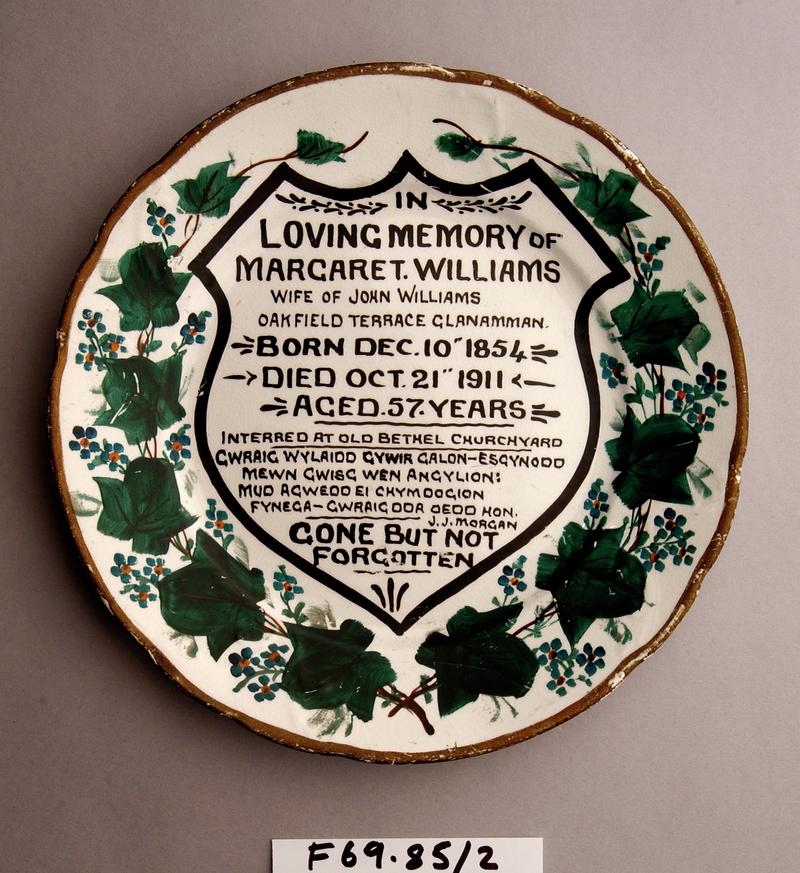 IN
LOVING MEMORY OF
MARGARET. WILLIAMS
WIFE OF JOHN WILLIAMS
OAKFIELD TERRACE GLANAMMAN.
BORN DEC. 10" 1854
DIED OCT. 21" 1911
AGED. 57. YEARS
INTERRED AT OLD BETHEL CHURCHYARD
GWRAIG WYLAIDD GYWIR GALON-ESGYNODD
MEWN GWISG WEN ANGYLION:
MUD AGWEDD EI CHYMDOGION
FYNEGA-GWRAIG DDA OEDD HON.
J.J. MORGAN
GONE BUT NOT
FORGOTTEN
F69.85/2